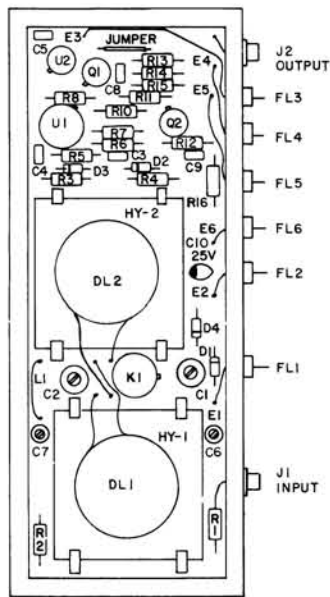 E3
JUMPER
C5
U2
Q1
C8
R13
R14
R15
E4
J2
OUTPUT
R8
R11
E5
FL3
R10
U1
R7
Q2
FL4
R6
R12
R5
C3
D2
C9
C4
D3
R3
R4
FL5
R16
HY-2
E6
FL6
C10
25V
DL2
FL2
E2
D4
D1
L1
K1
FL1
C2
C1
E1
HY-1
C7
C6
DL1
J1
INPUT
R2
R1